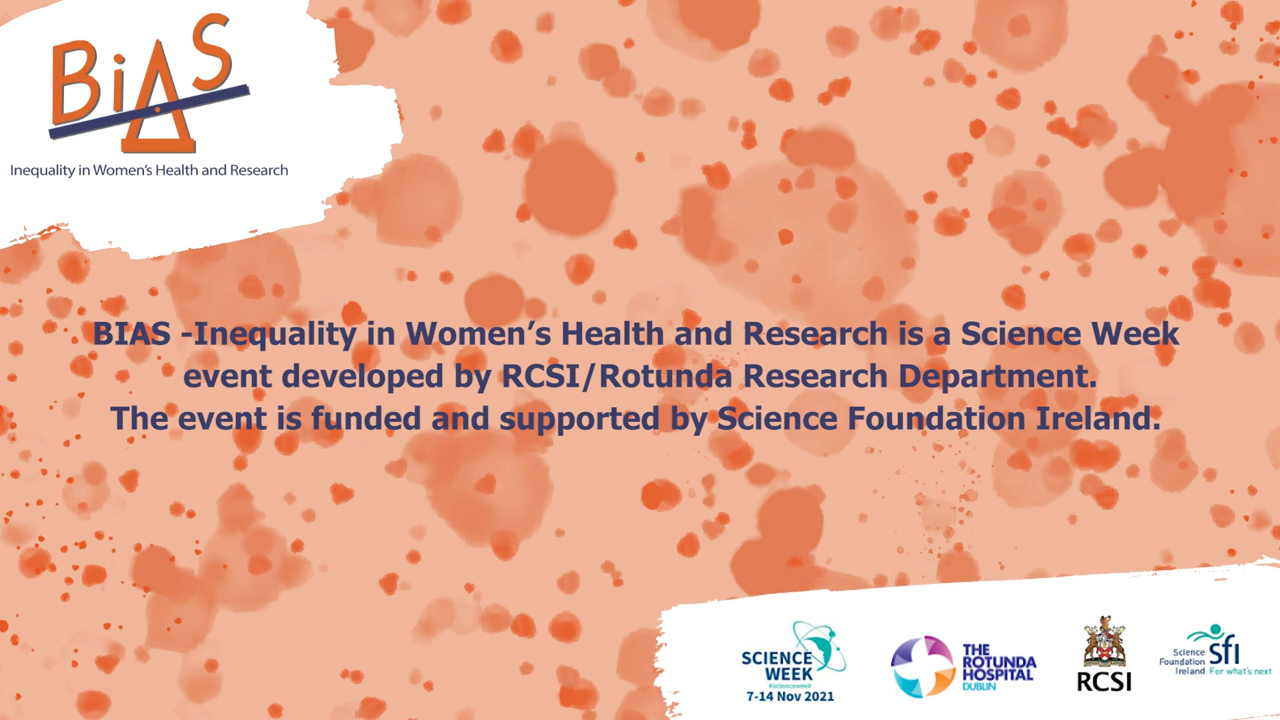 BiAS
Inequality in Women's Health and Research
BIAS -Inequality in Women’s Health and Research is a Science Week
event developed by RCSI/Rotunda Research Department.
The event is funded and supported by Science Foundation Ireland.
SCIENCE
WEEK
#scienceweek
7-14 Nov 2021
THE
ROTUNDA
HOSPITAL
DUBLIN
RCSI
Science
Foundation
Ireland
sfi
For what's next